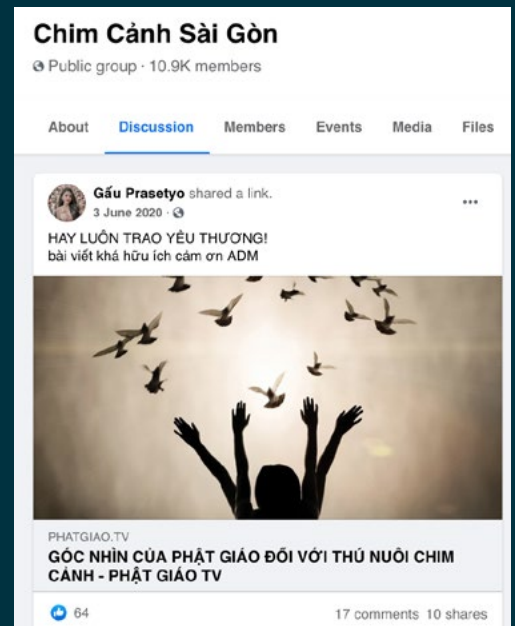 Chim Cảnh Sài Gòn
Public group · 10.9K members
About Discussion Members Events Media Files
Gấu Prasetyo shared a link.
3 June 2020 ·
HAY LUÔN TRAO YÊU THƯƠNG!
bài viết khá hữu ích cảm ơn ADM
PHATGIAO.TV
GÓC NHÌN CỦA PHẬT GIÁO ĐỐI VỚI THÚ NUÔI CHIM
CẢNH - PHẬT GIÁO TV
64 17 comments 10 shares